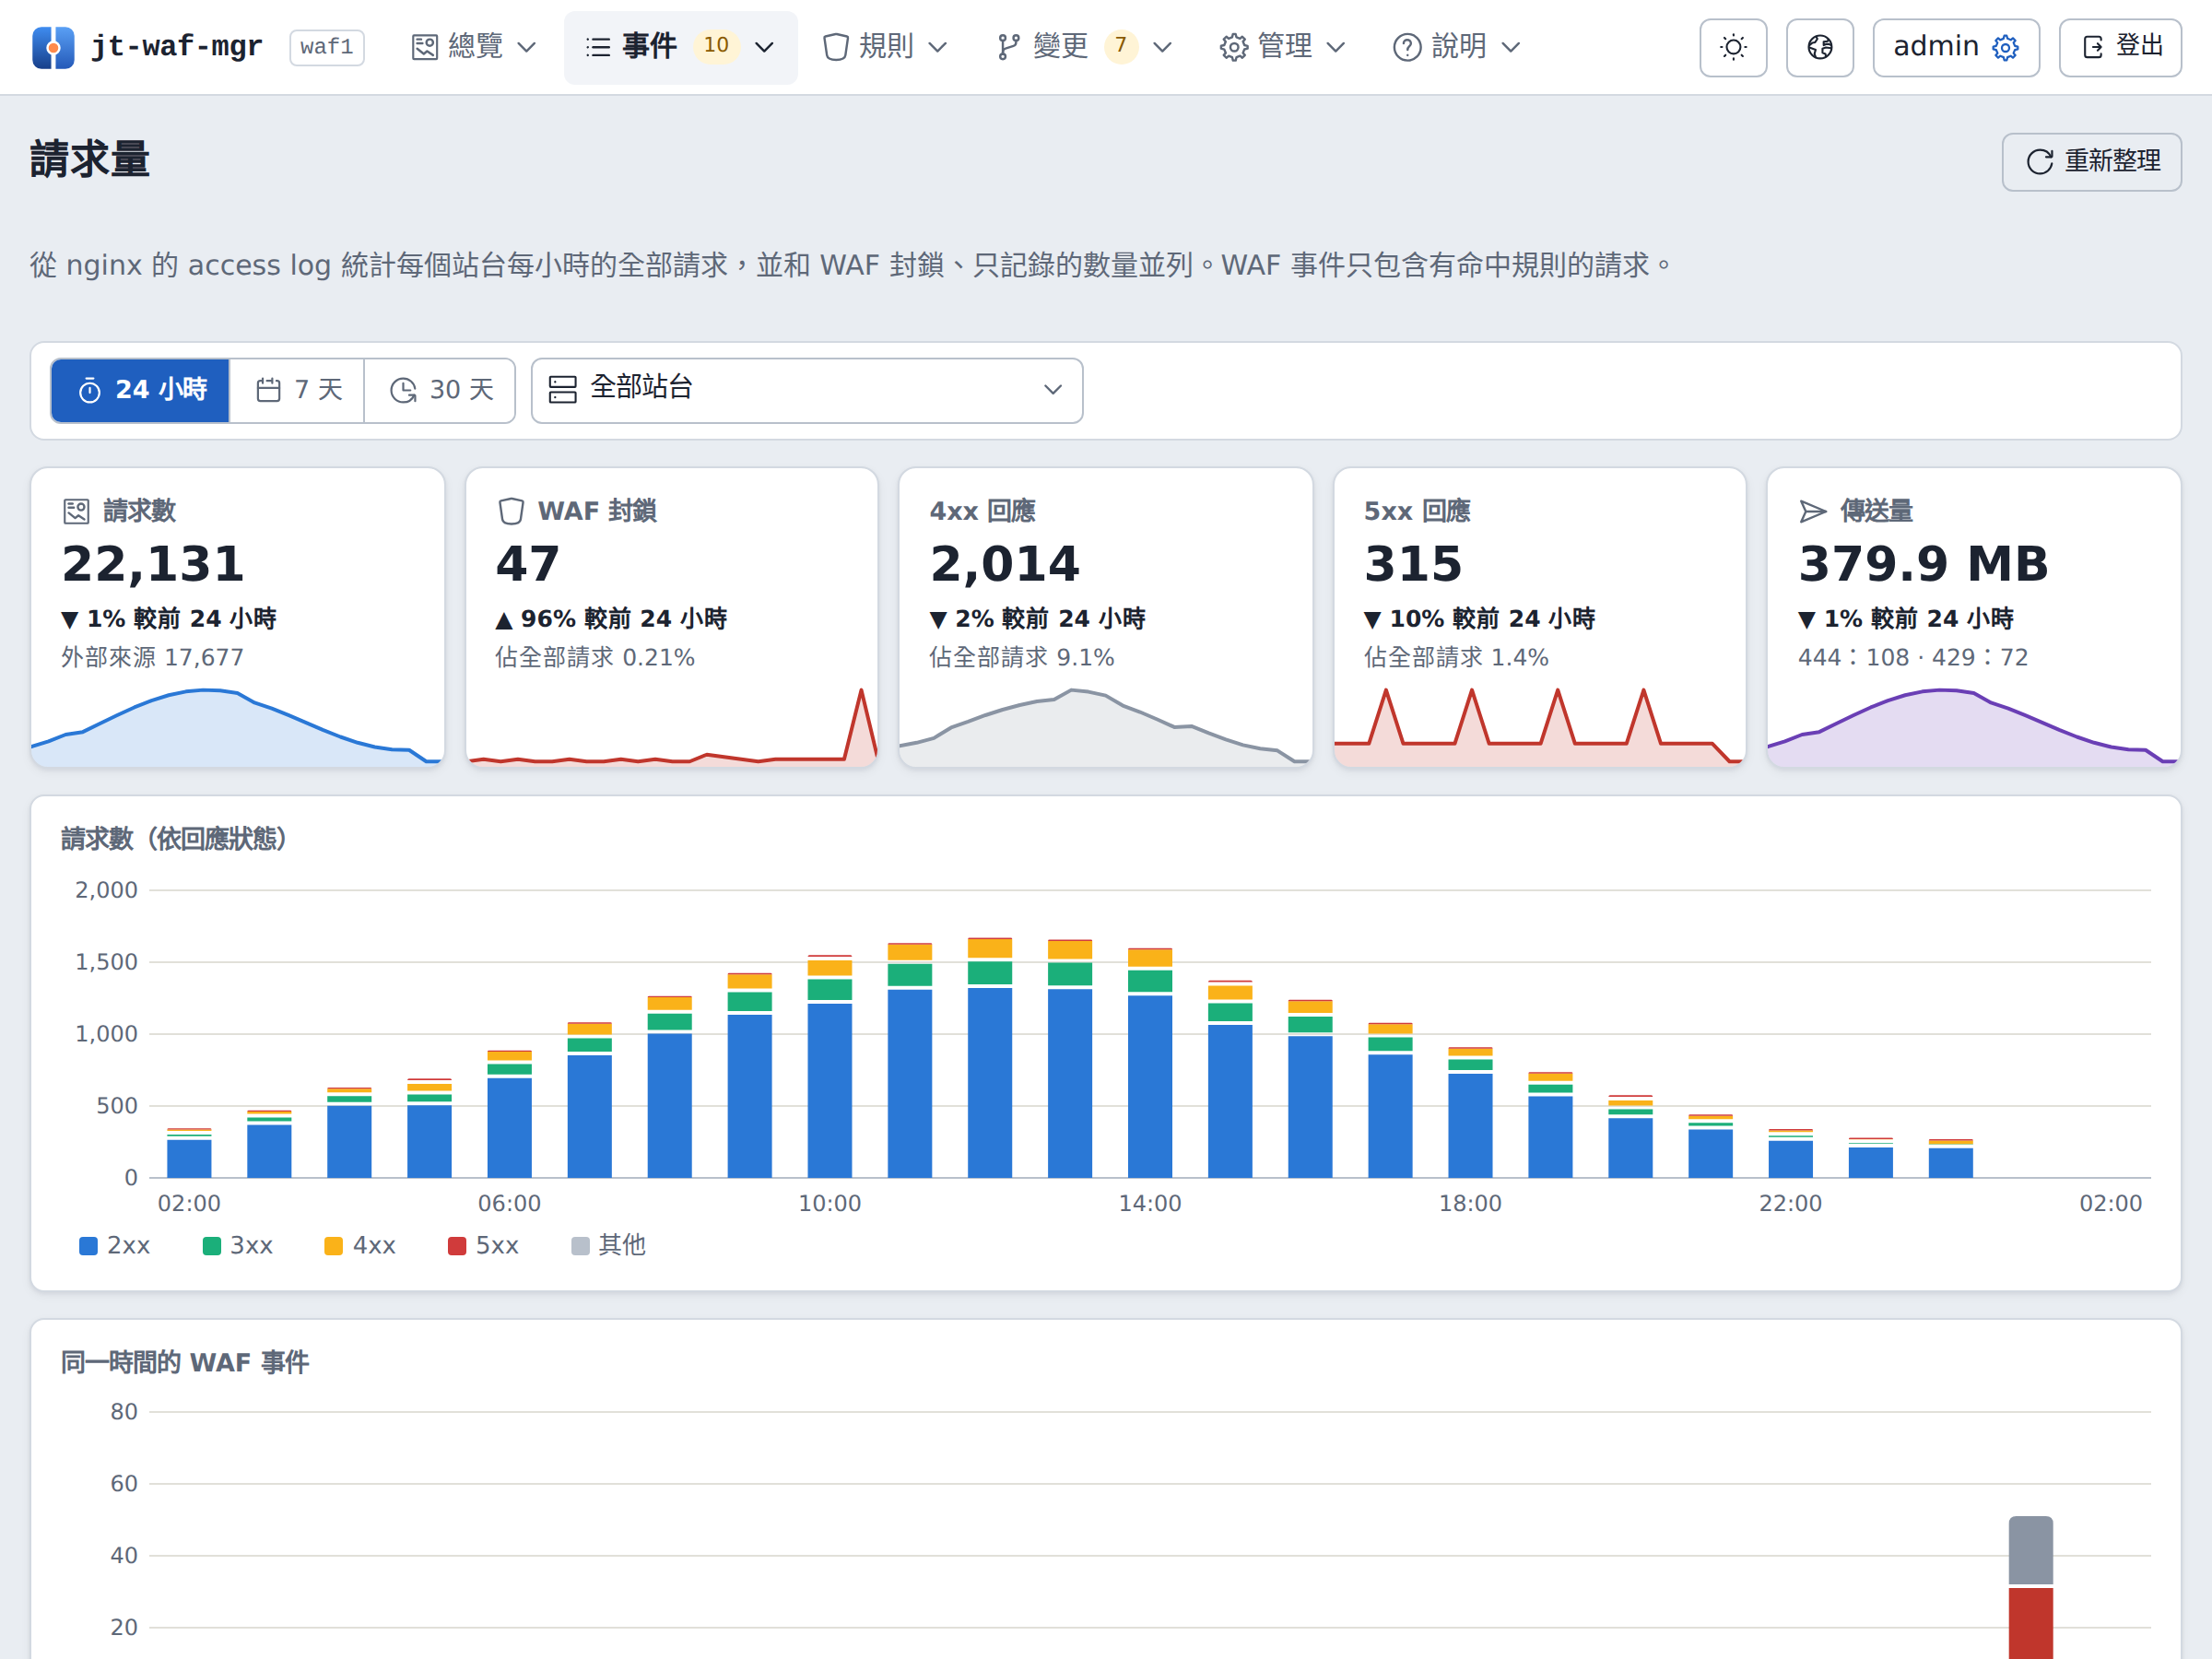 jt-waf-mgr waf1 總覽 事件 10 規則 變更 7 管理 說明 admin 登出
請求量 重新整理
從 nginx 的 access log 統計每個站台每小時的全部請求，並和 WAF 封鎖、只記錄的數量並列。WAF 事件只包含有命中規則的請求。
24 小時 7 天 30 天 全部站台
請求數
22,131
▼ 1% 較前 24 小時
外部來源 17,677
WAF 封鎖
47
▲ 96% 較前 24 小時
佔全部請求 0.21%
4xx 回應
2,014
▼ 2% 較前 24 小時
佔全部請求 9.1%
5xx 回應
315
▼ 10% 較前 24 小時
佔全部請求 1.4%
傳送量
379.9 MB
▼ 1% 較前 24 小時
444：108 · 429：72
請求數（依回應狀態）
2,000
1,500
1,000
500
0
02:00 06:00 10:00 14:00 18:00 22:00 02:00
2xx 3xx 4xx 5xx 其他
同一時間的 WAF 事件
80
60
40
20